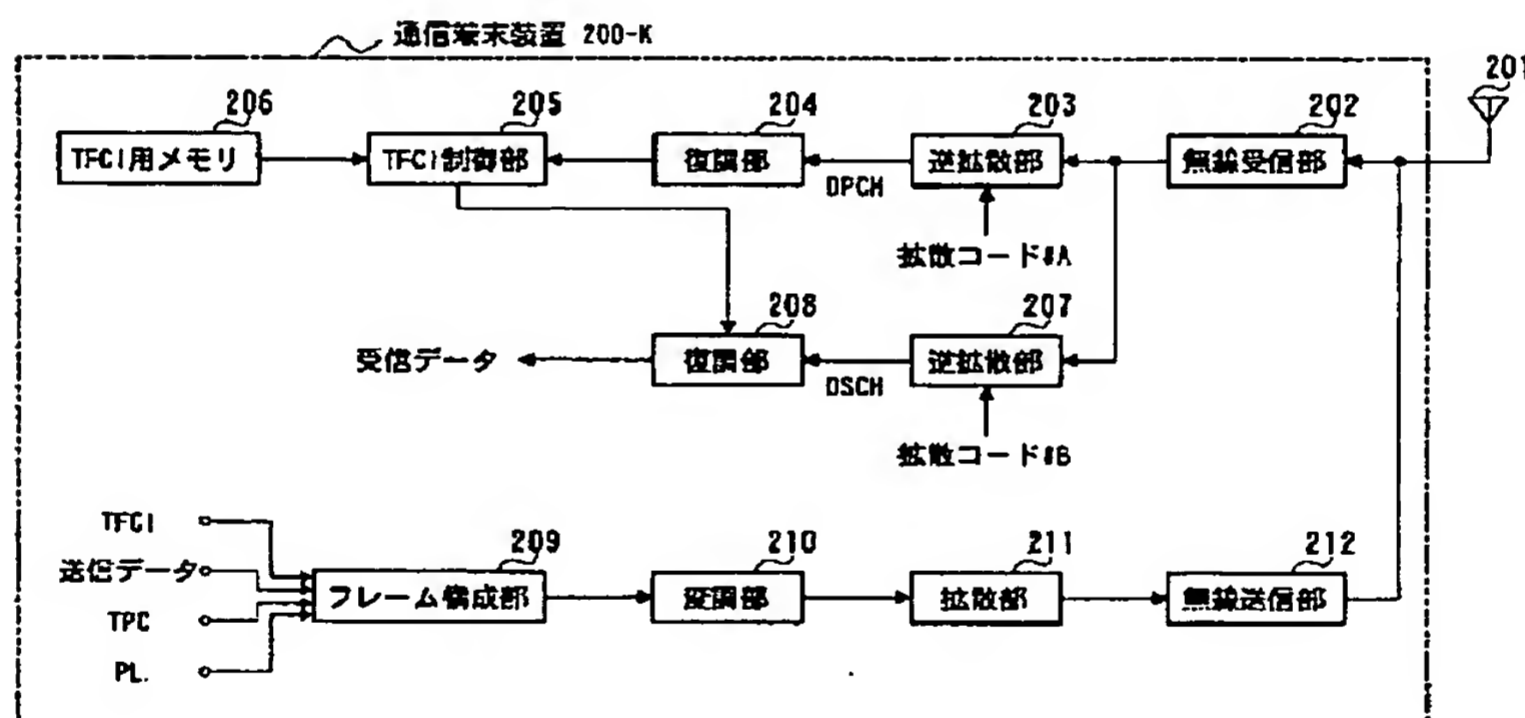 通信端末装置 200-K
201
206
205
204
203
202
TFCI用メモリ
TFCI制御部
復調部
逆拡散部
無線受信部
DPCH
拡散コード#A
208
207
受信データ
復調部
逆拡散部
DSCH
拡散コード#B
TFCI
送信データ
TPC
PL.
209
210
211
212
フレーム構成部
変調部
拡散部
無線送信部